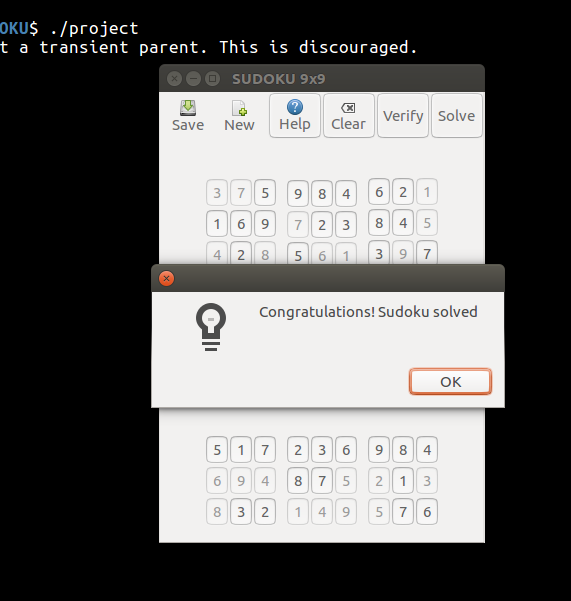 OKU$ ./project
t a transient parent. This is discouraged.
SUDOKU 9x9
Save New Help Clear Verify Solve
3 7 5 9 8 4 6 2 1
1 6 9 7 2 3 8 4 5
4 2 8 5 6 1 3 9 7
Congratulations! Sudoku solved
OK
5 1 7 2 3 6 9 8 4
6 9 4 8 7 5 2 1 3
8 3 2 1 4 9 5 7 6